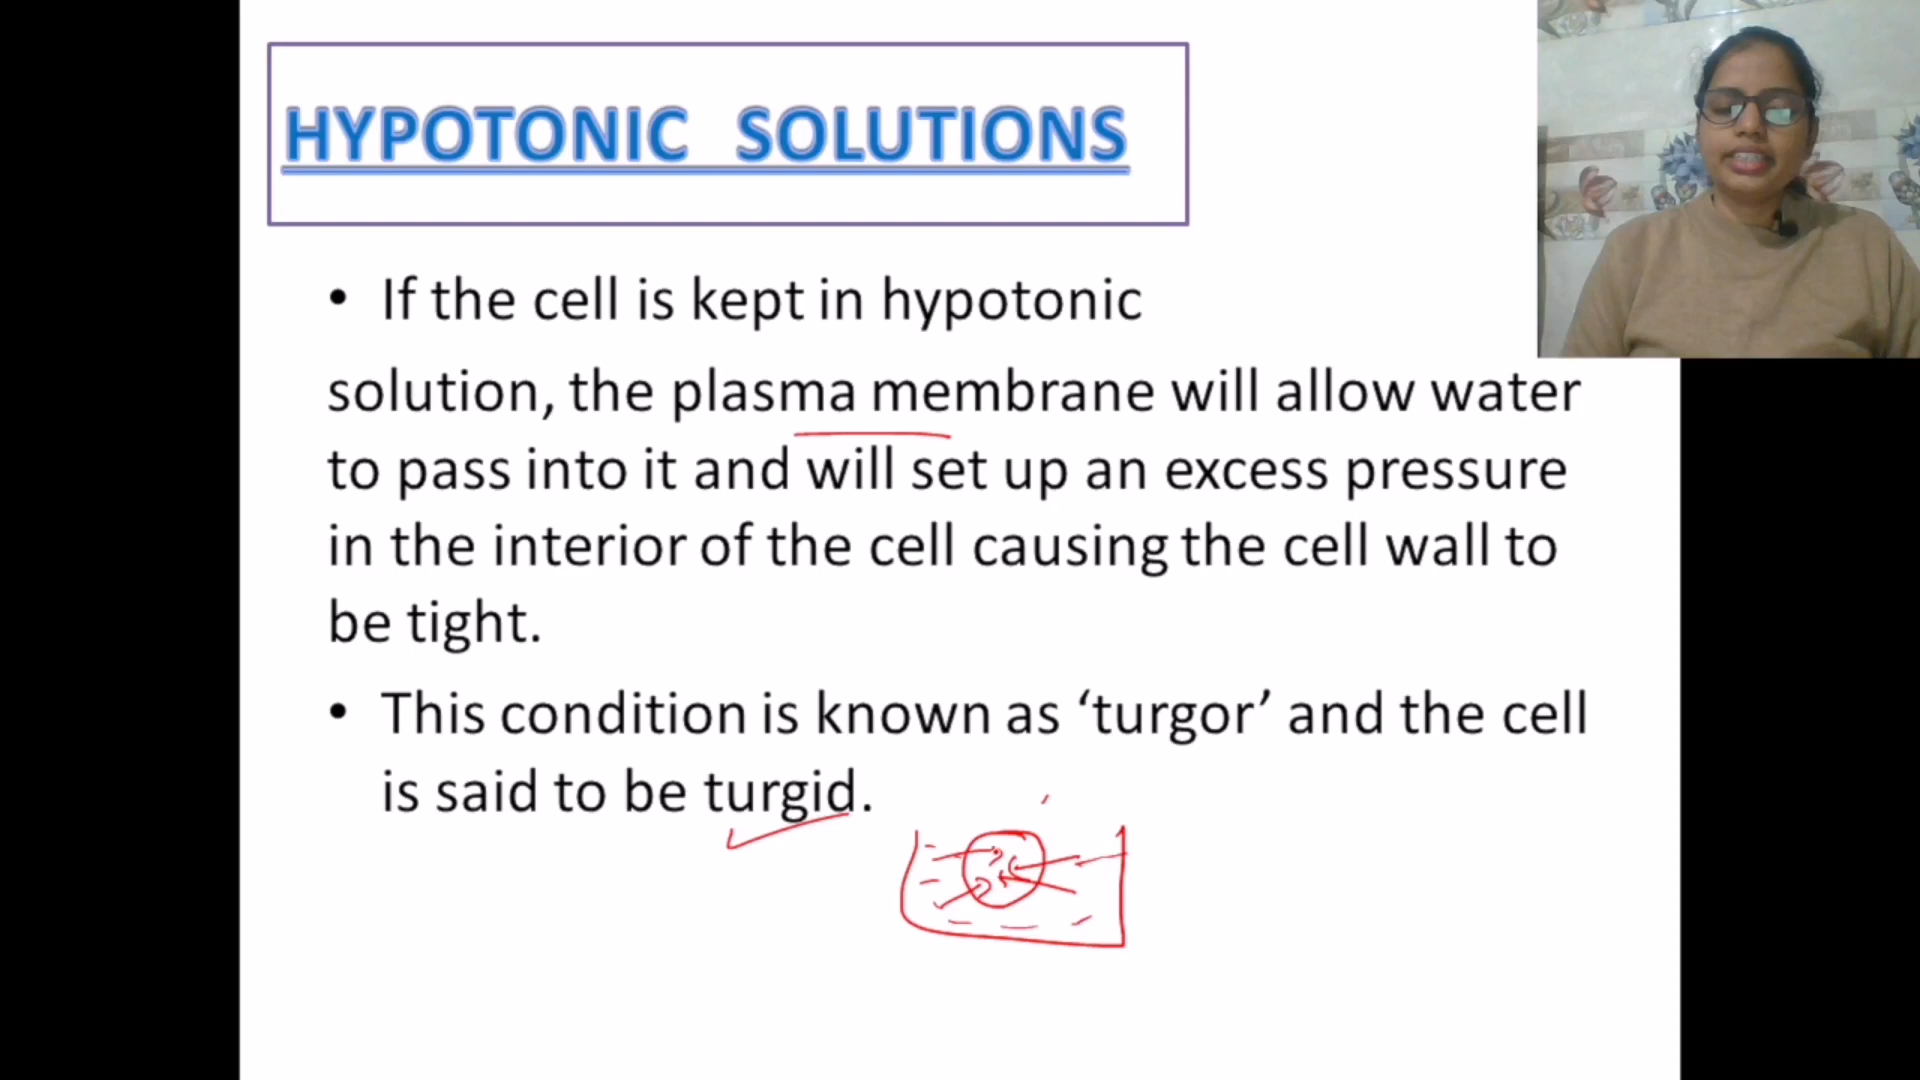 HYPOTONIC SOLUTIONS
• If the cell is kept in hypotonic
solution, the plasma membrane will allow water
to pass into it and will set up an excess pressure
in the interior of the cell causing the cell wall to
be tight.
• This condition is known as ‘turgor’ and the cell
is said to be turgid.